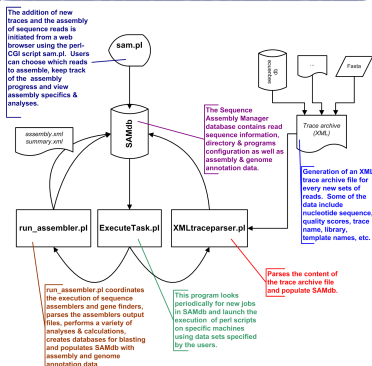 The addition of new
traces and the assembly
of sequence reads is
initiated from a web
browser using the perl-
CGI script sam.pl. Users
can choose which reads
to assemble, keep track
of the assembly
progress and view
assembly specifics &
analyses.
sam.pl
sequence
db
...
Fasta
Trace archive
(XML)
assembly.xml
summary.xml
SAMdb
The Sequence
Assembly Manager
database contains read
sequence information,
directory & programs
configuration as well as
assembly & genome
annotation data.
Generation of an XML
trace archive file for
every new sets of
reads. Some of the
data include
nucleotide sequence,
quality scores, trace
name, library,
template names, etc.
run_assembler.pl
ExecuteTask.pl
XMLtraceparser.pl
Parses the content
of the trace archive
file and populate SAMdb.
run_assembler.pl coordinates
the execution of sequence
assemblers and gene finders,
parses the assemblers output
files, performs a variety of
analyses & calculations,
creates databases for blasting
and populates SAMdb with
assembly and genome
annotation data
This program looks
periodically for new jobs
in SAMdb and launch the
execution of perl scripts
on specific machines
using data sets specified
by the users.